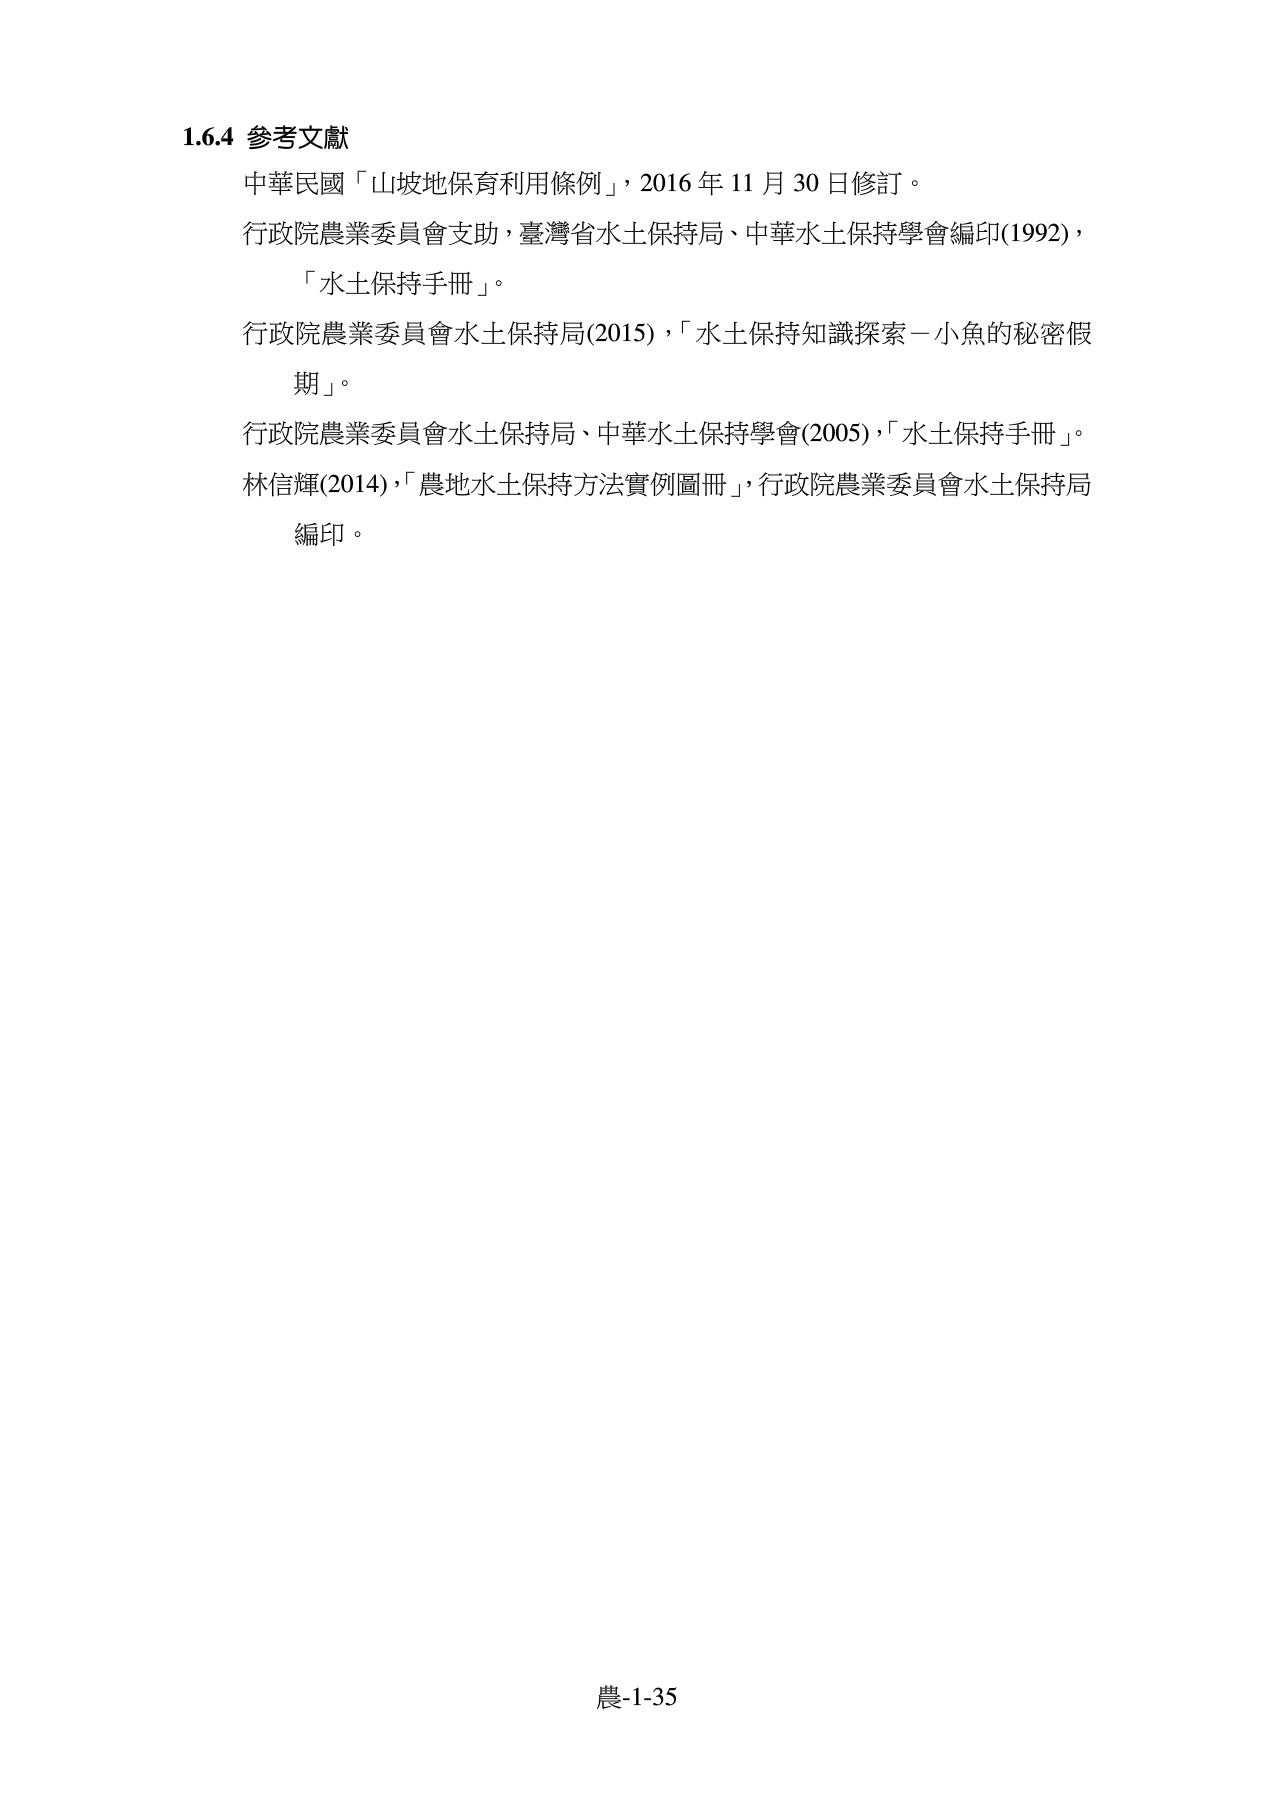 1.6.4 參考文獻
中華民國「山坡地保育利用條例」，2016 年 11 月 30 日修訂。
行政院農業委員會支助，臺灣省水土保持局、中華水土保持學會編印(1992)，
「水土保持手冊」。
行政院農業委員會水土保持局(2015)，「水土保持知識探索－小魚的秘密假
期」。
行政院農業委員會水土保持局、中華水土保持學會(2005)，「水土保持手冊」。
林信輝(2014)，「農地水土保持方法實例圖冊」，行政院農業委員會水土保持局
編印。
農-1-35